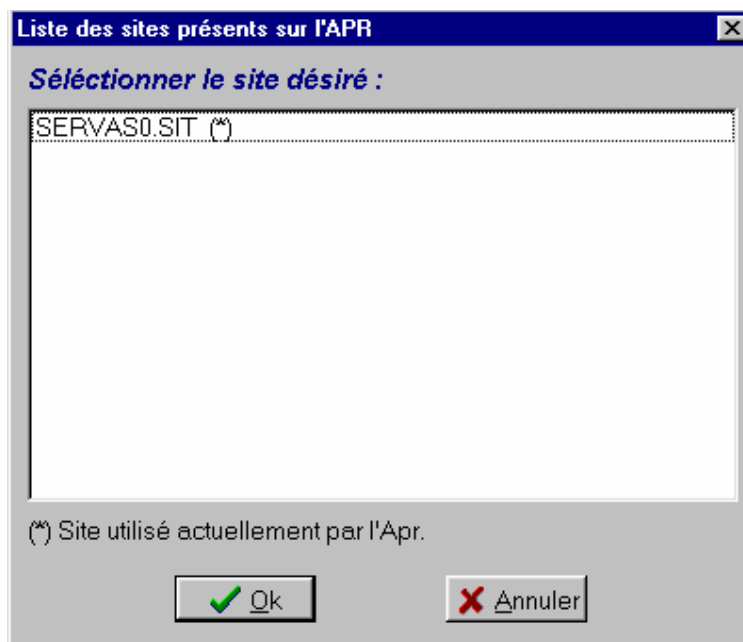 Liste des sites présents sur l'APR
Séléctionner le site désiré :
SERVAS0.SIT (*)
(*) Site utilisé actuellement par l'Apr.
Ok
Annuler